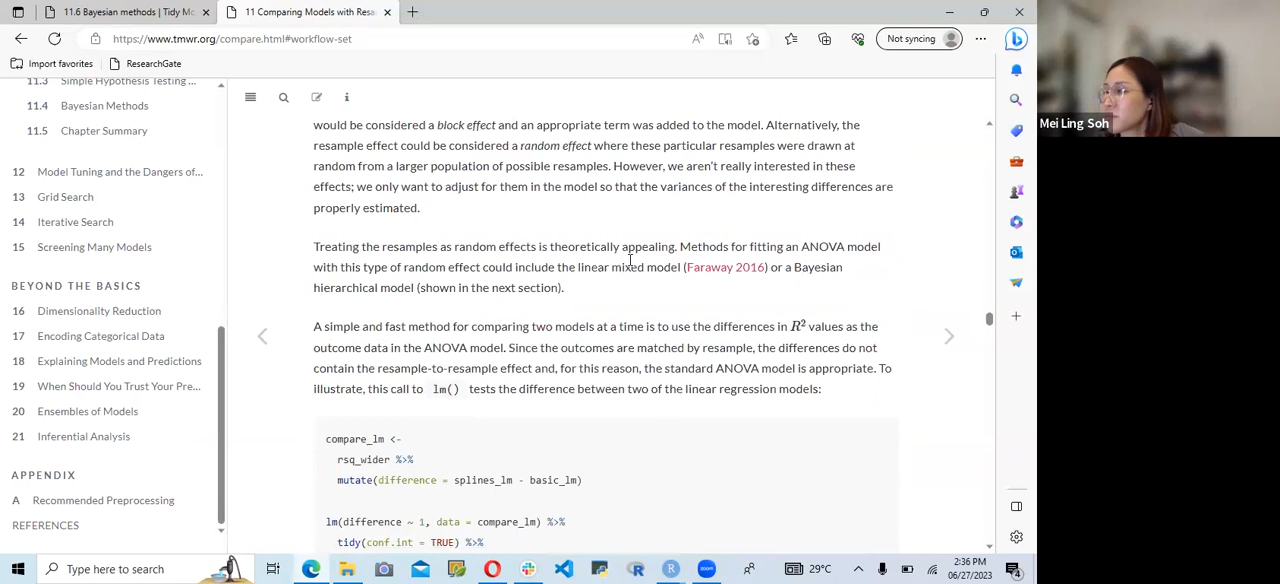 11.6 Bayesian methods | Tidy Mo
11 Comparing Models with Resa
https://www.tmwr.org/compare.html#workflow-set
Not syncing
Import favorites
ResearchGate
11.3 Simple Hypothesis Testing ...
11.4 Bayesian Methods
11.5 Chapter Summary
12 Model Tuning and the Dangers of...
13 Grid Search
14 Iterative Search
15 Screening Many Models
BEYOND THE BASICS
16 Dimensionality Reduction
17 Encoding Categorical Data
18 Explaining Models and Predictions
19 When Should You Trust Your Pre...
20 Ensembles of Models
21 Inferential Analysis
APPENDIX
A Recommended Preprocessing
REFERENCES
would be considered a block effect and an appropriate term was added to the model. Alternatively, the
resample effect could be considered a random effect where these particular resamples were drawn at
random from a larger population of possible resamples. However, we aren't really interested in these
effects; we only want to adjust for them in the model so that the variances of the interesting differences are
properly estimated.
Treating the resamples as random effects is theoretically appealing. Methods for fitting an ANOVA model
with this type of random effect could include the linear mixed model (Faraway 2016) or a Bayesian
hierarchical model (shown in the next section).
A simple and fast method for comparing two models at a time is to use the differences in R² values as the
outcome data in the ANOVA model. Since the outcomes are matched by resample, the differences do not
contain the resample-to-resample effect and, for this reason, the standard ANOVA model is appropriate. To
illustrate, this call to lm() tests the difference between two of the linear regression models:
compare_lm <-
rsq_wider %>%
mutate(difference = splines_lm - basic_lm)
lm(difference ~ 1, data = compare_lm) %>%
tidy(conf.int = TRUE) %>%
Mei Ling Soh
Type here to search
29°C
2:36 PM
06/27/2023